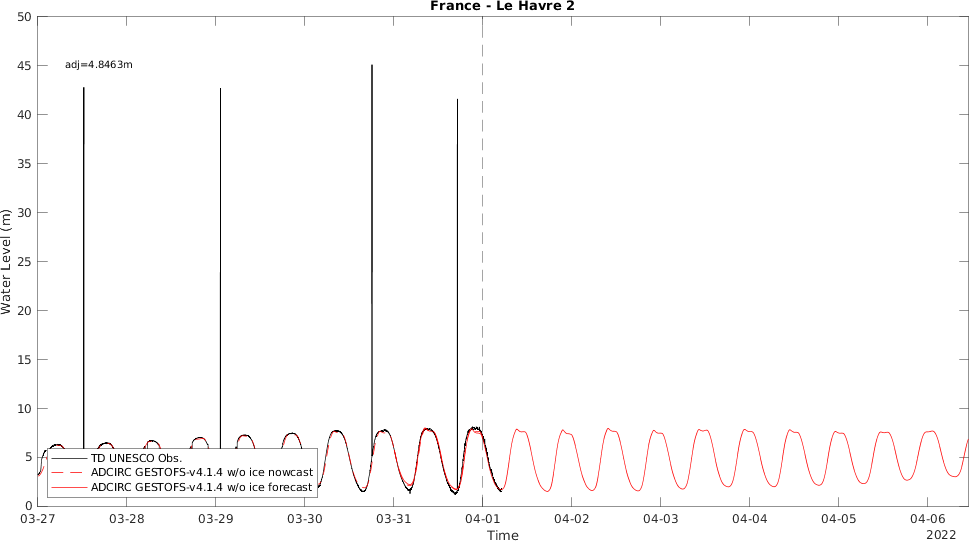 France - Le Havre 2
50
45
40
35
30
25
20
15
10
5
0
Water Level (m)
adj=4.8463m
TD UNESCO Obs.
ADCIRC GESTOFS-v4.1.4 w/o ice nowcast
ADCIRC GESTOFS-v4.1.4 w/o ice forecast
03-27 03-28 03-29 03-30 03-31 04-01 04-02 04-03 04-04 04-05 04-06
Time
2022